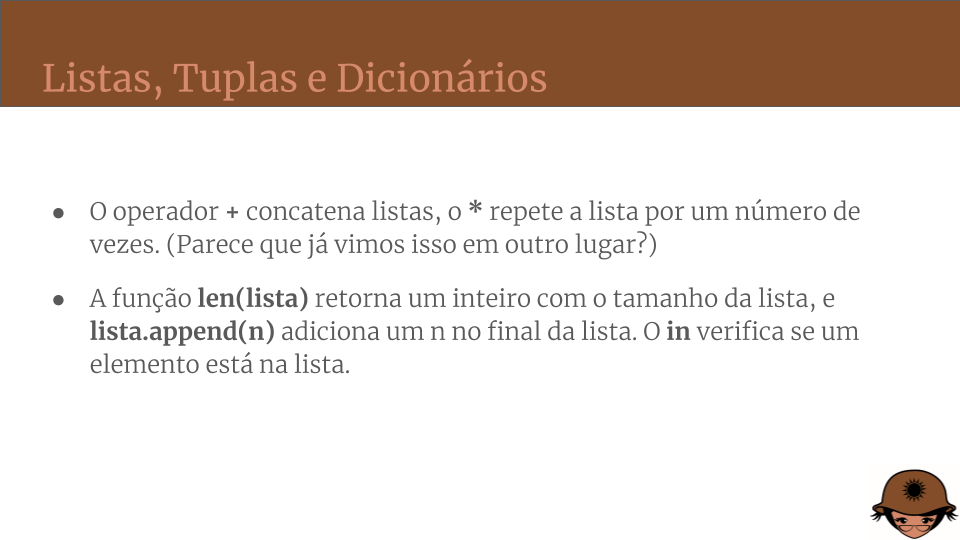 Listas, Tuplas e Dicionários
● O operador + concatena listas, o * repete a lista por um número de
vezes. (Parece que já vimos isso em outro lugar?)
● A função len(lista) retorna um inteiro com o tamanho da lista, e
lista.append(n) adiciona um n no final da lista. O in verifica se um
elemento está na lista.